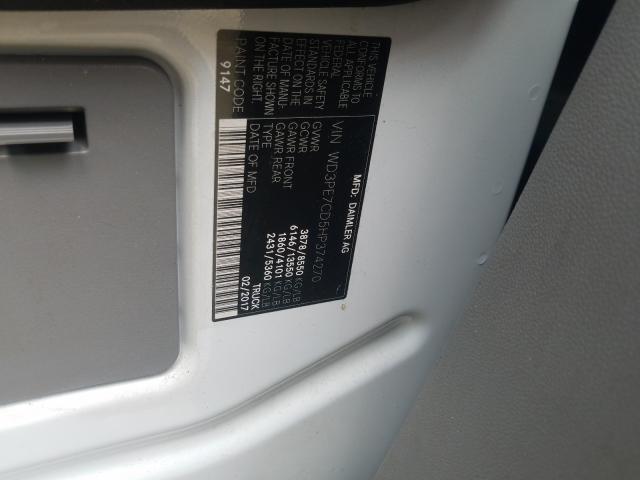 MFD: DAIMLER AG
VIN WD3PE7CD5HP374270
GVWR 3878/8550 KG/LB
GCWR 6146/13550 KG/LB
GAWR FRONT 1860/4101 KG/LB
GAWR REAR 2431/5360 KG/LB
TYPE TRUCK
DATE OF MFD 02/2017
THIS VEHICLE
CONFORMS TO
ALL APPLICABLE
FEDERAL
VEHICLE SAFETY
STANDARDS IN
EFFECT ON THE
DATE OF MANU-
FACTURE SHOWN
ON THE RIGHT.
PAINT CODE
9147